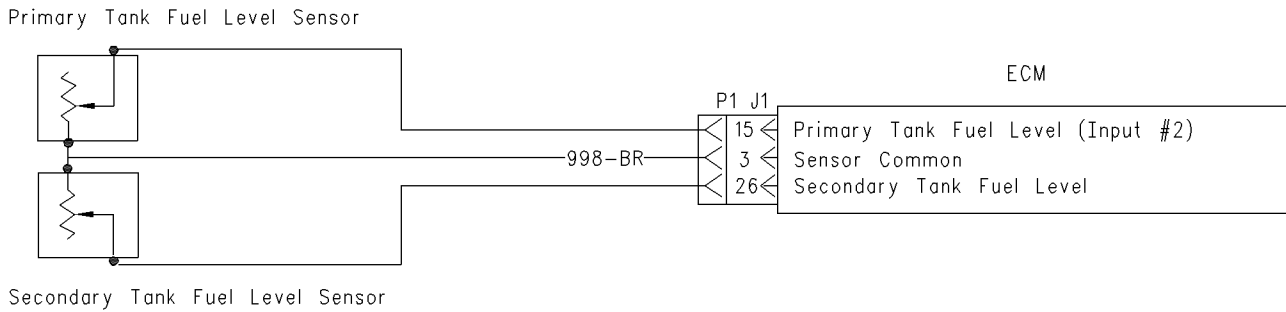 Primary Tank Fuel Level Sensor
ECM
P1 J1
15 Primary Tank Fuel Level (Input #2)
998-BR 3 Sensor Common
26 Secondary Tank Fuel Level
Secondary Tank Fuel Level Sensor